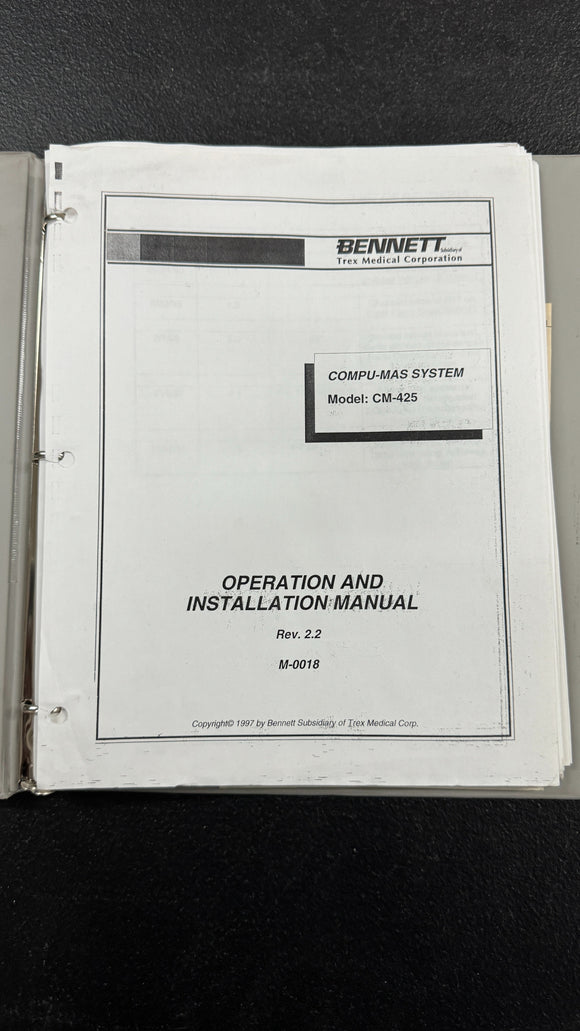 BENNETT Subsidiary of
Trex Medical Corporation
COMPU-MAS SYSTEM
Model: CM-425
OPERATION AND
INSTALLATION MANUAL
Rev. 2.2
M-0018
Copyright© 1997 by Bennett Subsidiary of Trex Medical Corp.